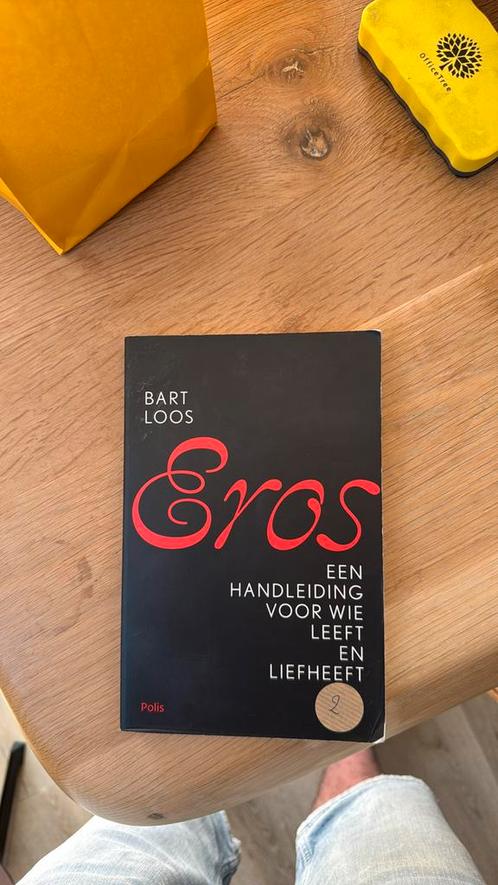 OfficeTree
BART
LOOS
Eros
EEN
HANDLEIDING
VOOR WIE
LEEFT
EN
LIEFHEEFT
Polis
2